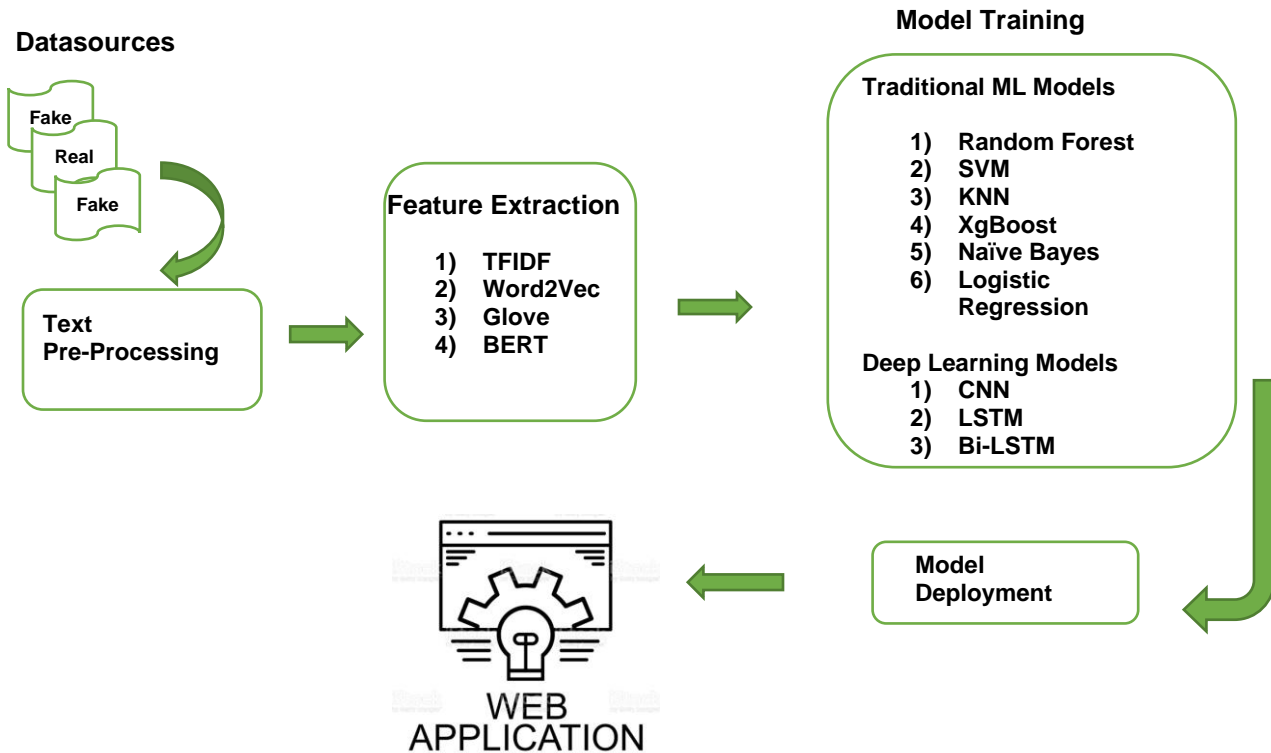 Datasources
Fake
Real
Fake
Text
Pre-Processing
Feature Extraction
1) TFIDF
2) Word2Vec
3) Glove
4) BERT
Model Training
Traditional ML Models
1) Random Forest
2) SVM
3) KNN
4) XgBoost
5) Naïve Bayes
6) Logistic
Regression
Deep Learning Models
1) CNN
2) LSTM
3) Bi-LSTM
Model
Deployment
WEB
APPLICATION